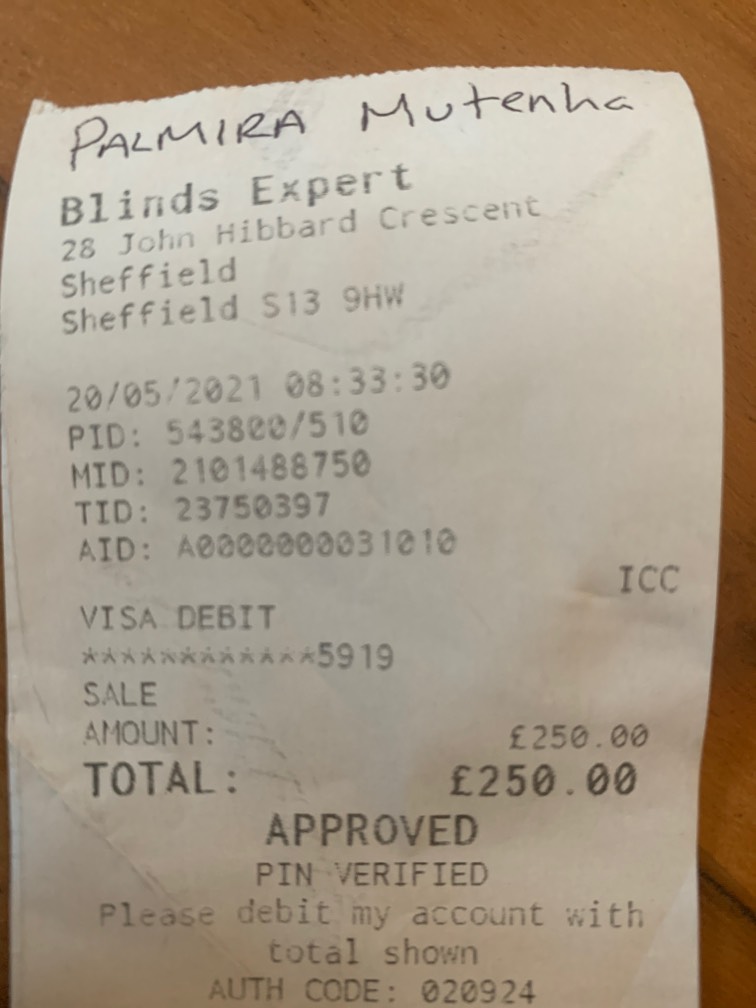 PALMIRA Mutenha
Blinds Expert
28 John Hibbard Crescent
Sheffield
Sheffield S13 9HW
20/05/2021 08:33:30
PID: 543800/510
MID: 2101488750
TID: 23750397
AID: A0000000031010
ICC
VISA DEBIT
************5919
SALE
AMOUNT: £250.00
TOTAL: £250.00
APPROVED
PIN VERIFIED
Please debit my account with
total shown
AUTH CODE: 020924